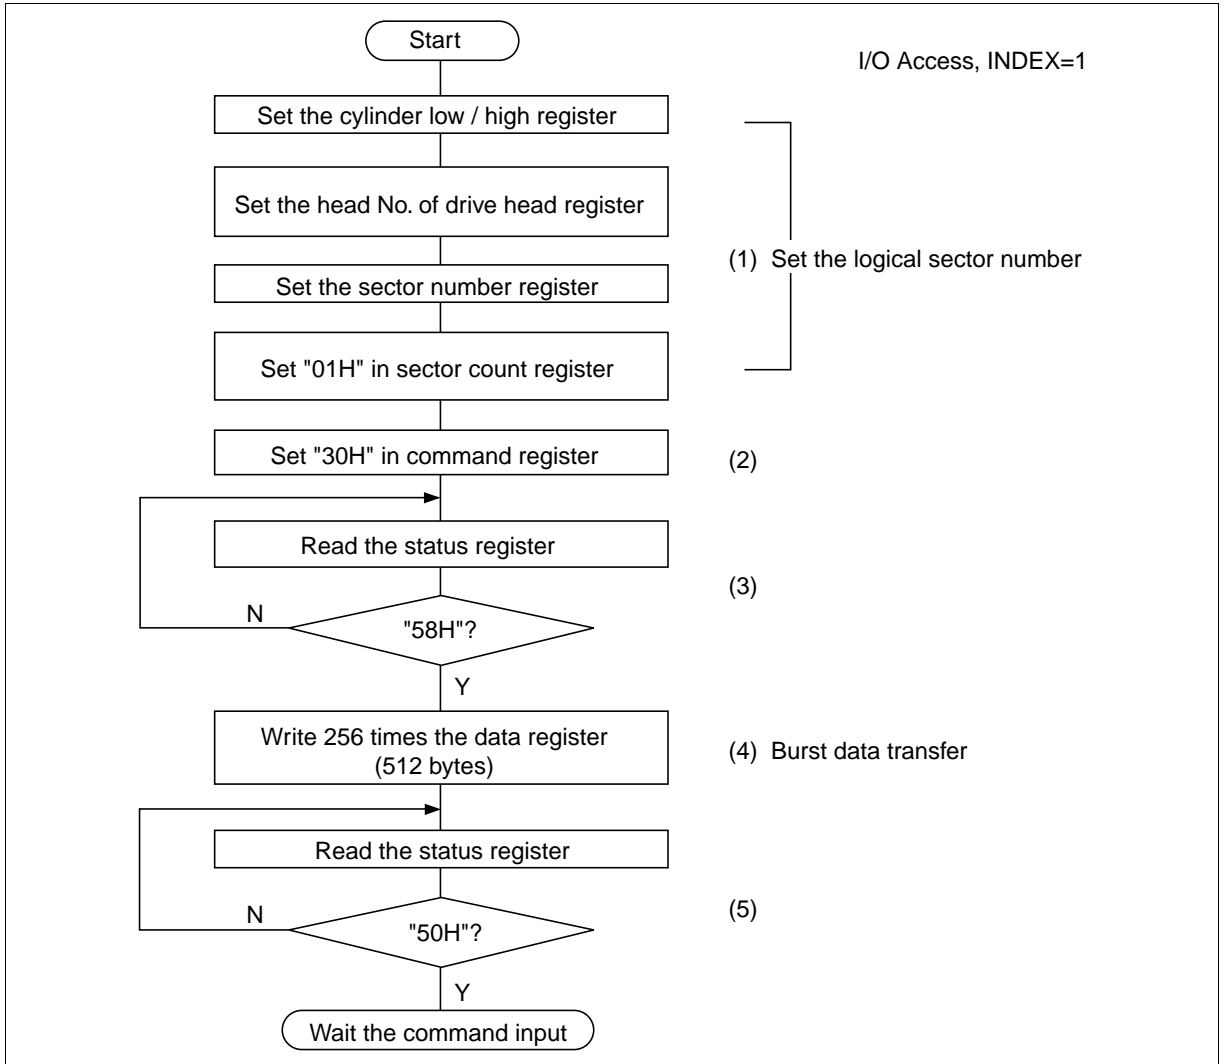 Start
I/O Access, INDEX=1
Set the cylinder low / high register
Set the head No. of drive head register
(1) Set the logical sector number
Set the sector number register
Set "01H" in sector count register
Set "30H" in command register
(2)
Read the status register
(3)
N
"58H"?
Y
Write 256 times the data register
(512 bytes)
(4) Burst data transfer
Read the status register
N
(5)
"50H"?
Y
Wait the command input